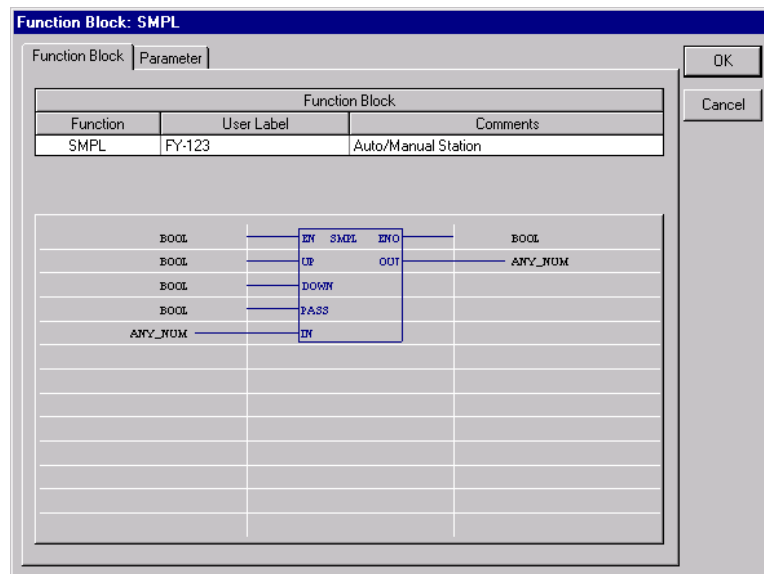 Function Block: SMPL
Function Block Parameter
OK
Cancel
Function Block
Function User Label Comments
SMPL FY-123 Auto/Manual Station
BOOL EN SMPL ENO BOOL
BOOL UP OUT ANY_NUM
BOOL DOWN
BOOL PASS
ANY_NUM IN